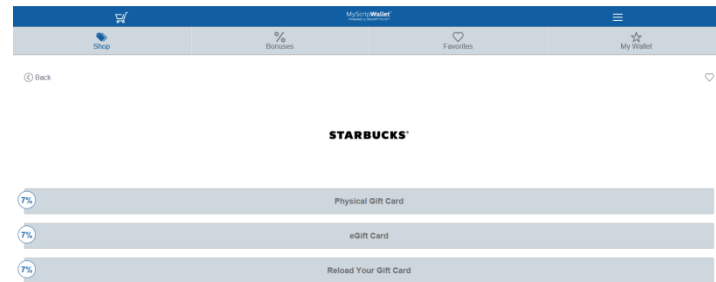 MyScripWallet™
Shop
Bonuses
Favorites
My Wallet
Back
STARBUCKS®
7%
Physical Gift Card
7%
eGift Card
7%
Reload Your Gift Card